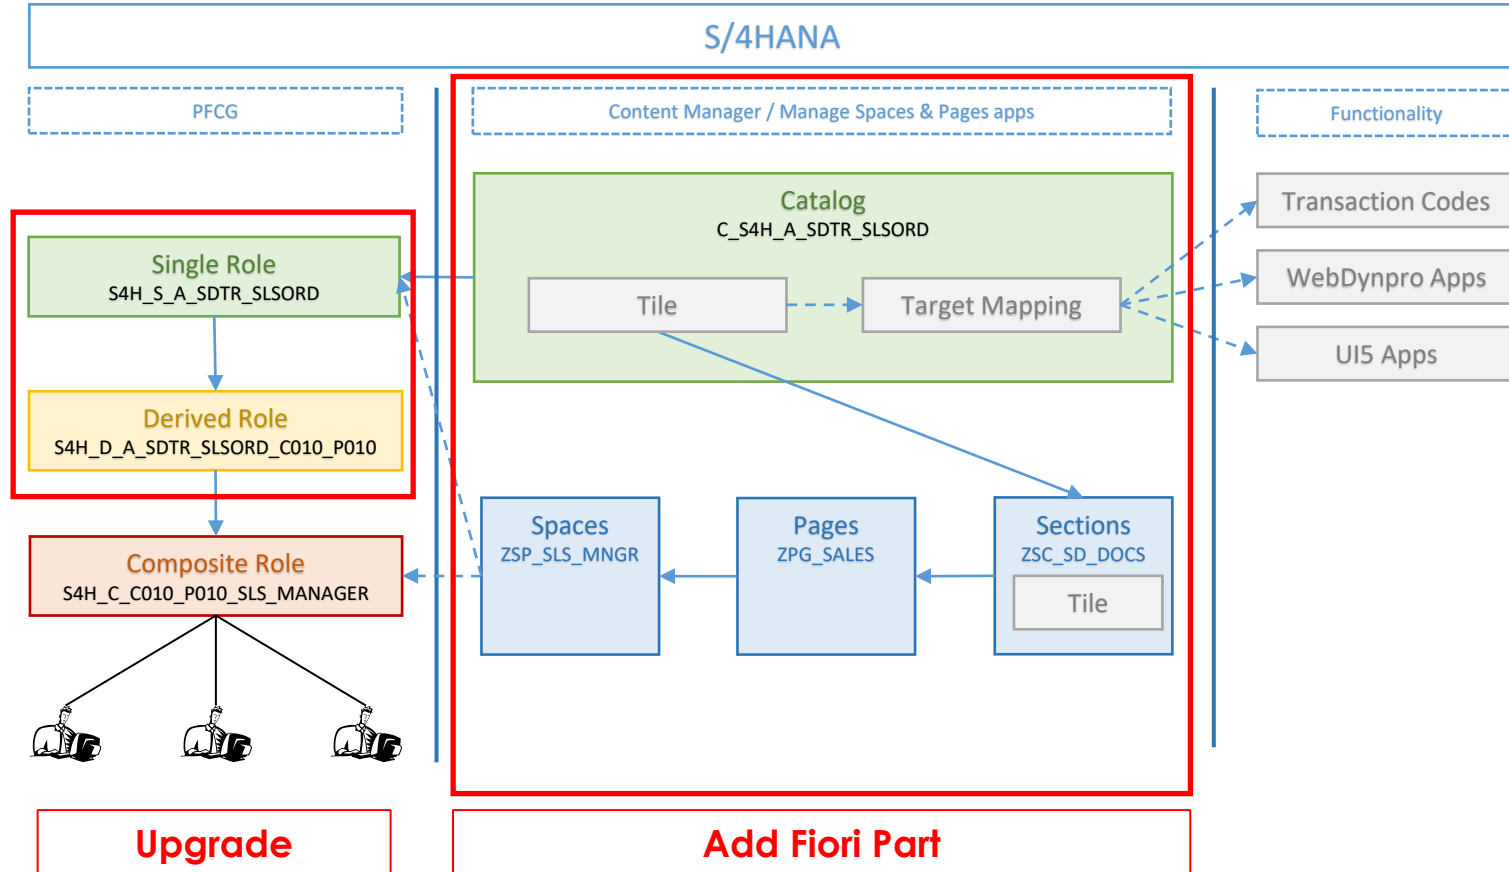 S/4HANA
PFCG
Content Manager / Manage Spaces & Pages apps
Functionality
Single Role
S4H_S_A_SDTR_SLSORD
Derived Role
S4H_D_A_SDTR_SLSORD_C010_P010
Composite Role
S4H_C_C010_P010_SLS_MANAGER
Catalog
C_S4H_A_SDTR_SLSORD
Tile
Target Mapping
Spaces
ZSP_SLS_MNGR
Pages
ZPG_SALES
Sections
ZSC_SD_DOCS
Tile
Transaction Codes
WebDynpro Apps
UI5 Apps
Upgrade
Add Fiori Part